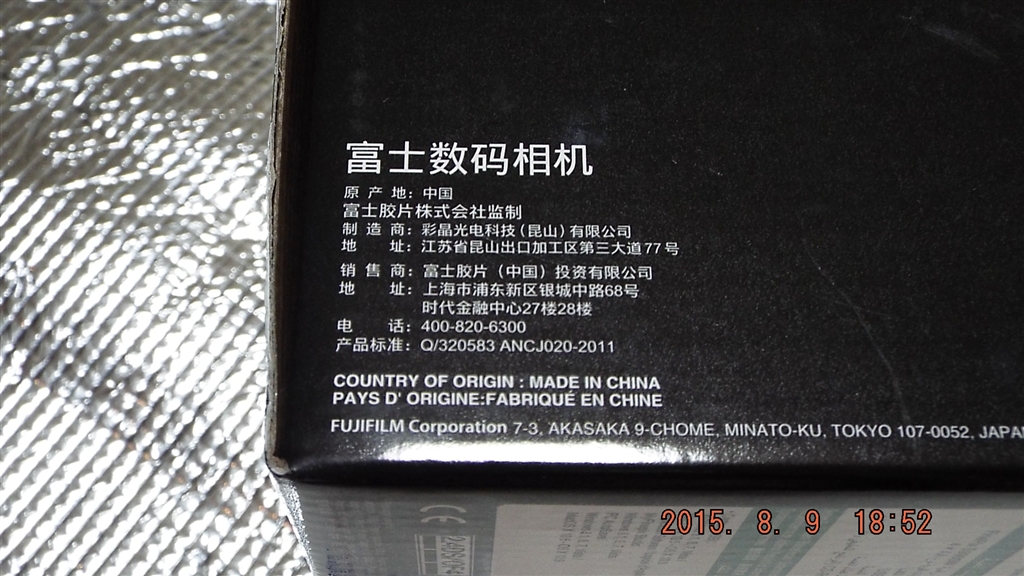 富士数码相机
原 产 地：中国
富士胶片株式会社监制
制 造 商：彩晶光电科技（昆山）有限公司
地 址：江苏省昆山出口加工区第三大道77号
销 售 商：富士胶片（中国）投资有限公司
地 址：上海市浦东新区银城中路68号
时代金融中心27楼28楼
电 话：400-820-6300
产品标准：Q/320583 ANCJ020-2011
COUNTRY OF ORIGIN : MADE IN CHINA
PAYS D' ORIGINE:FABRIQUÉ EN CHINE
FUJIFILM Corporation 7-3, AKASAKA 9-CHOME, MINATO-KU, TOKYO 107-0052, JAPAN
CE
2015. 8. 9 18:52